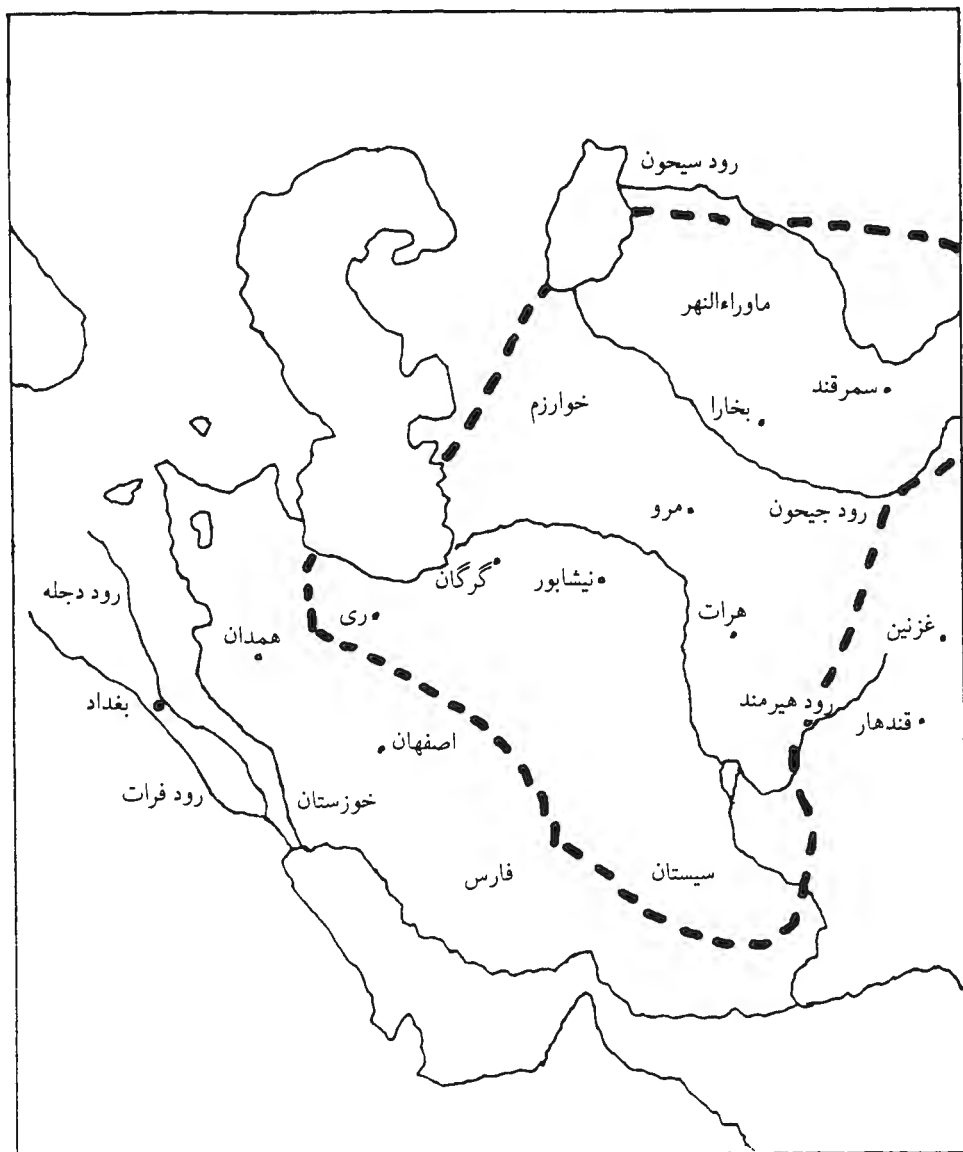 رود سیحون
ماوراءالنهر
سمرقند
خوارزم
بخارا
مرو
رود جیحون
گرگان
نیشابور
رود دجله
ری
هرات
غزنین
همدان
بغداد
رود هیرمند
قندهار
اصفهان
رود فرات
خوزستان
فارس
سیستان